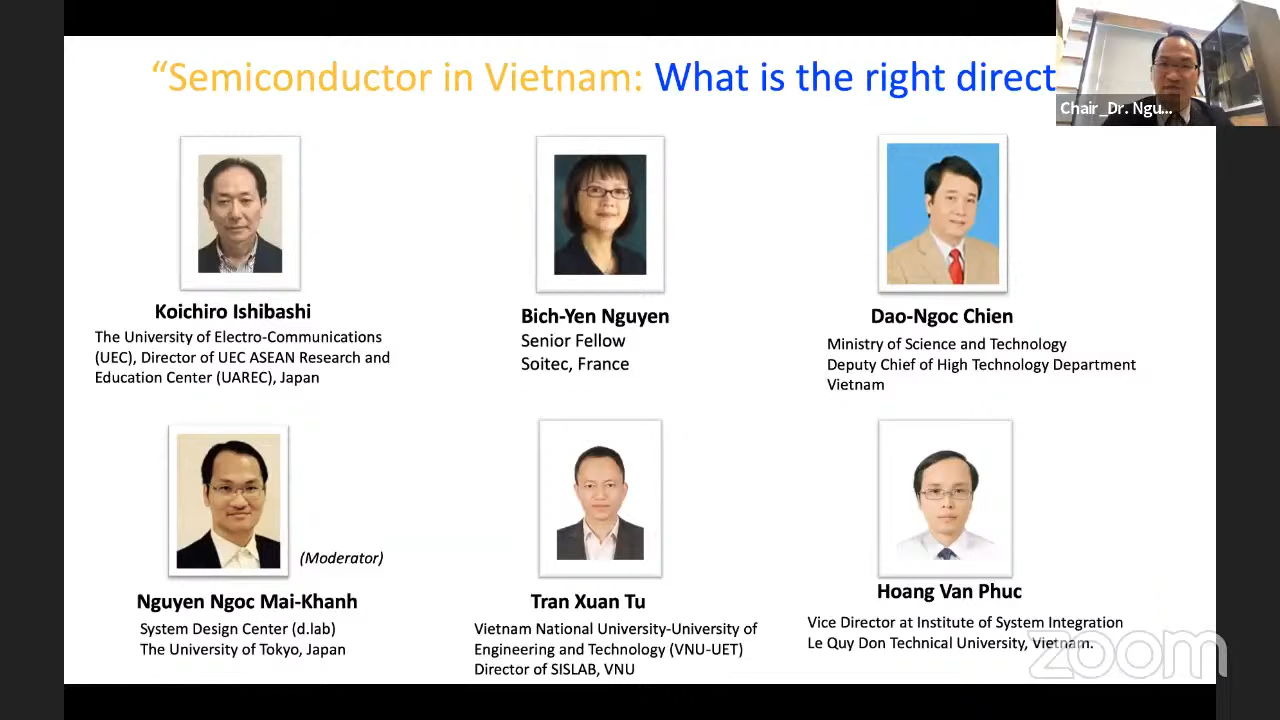 “Semiconductor in Vietnam: What is the right direct
Chair_Dr. Ngu...
Koichiro Ishibashi
The University of Electro-Communications
(UEC), Director of UEC ASEAN Research and
Education Center (UAREC), Japan
Bich-Yen Nguyen
Senior Fellow
Soitec, France
Dao-Ngoc Chien
Ministry of Science and Technology
Deputy Chief of High Technology Department
Vietnam
(Moderator)
Nguyen Ngoc Mai-Khanh
System Design Center (d.lab)
The University of Tokyo, Japan
Tran Xuan Tu
Vietnam National University-University of
Engineering and Technology (VNU-UET)
Director of SISLAB, VNU
Hoang Van Phuc
Vice Director at Institute of System Integration
Le Quy Don Technical University, Vietnam.
zoom